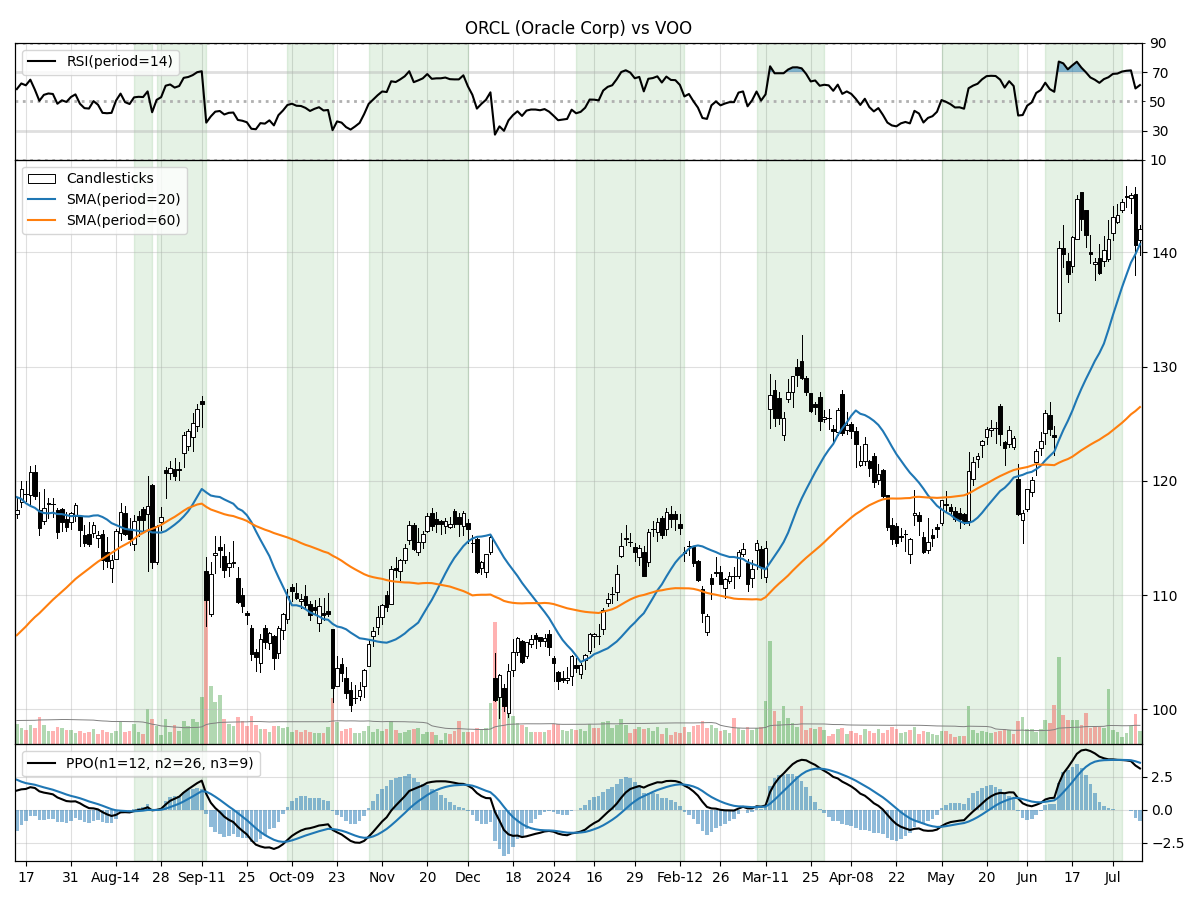 ORCL (Oracle Corp) vs VOO
RSI(period=14)
90
70
50
30
10
Candlesticks
SMA(period=20)
SMA(period=60)
140
130
120
110
100
PPO(n1=12, n2=26, n3=9)
2.5
0.0
−2.5
17 31 Aug-14 28 Sep-11 25 Oct-09 23 Nov 20 Dec 18 2024 16 29 Feb-12 26 Mar-11 25 Apr-08 22 May 20 Jun 17 Jul